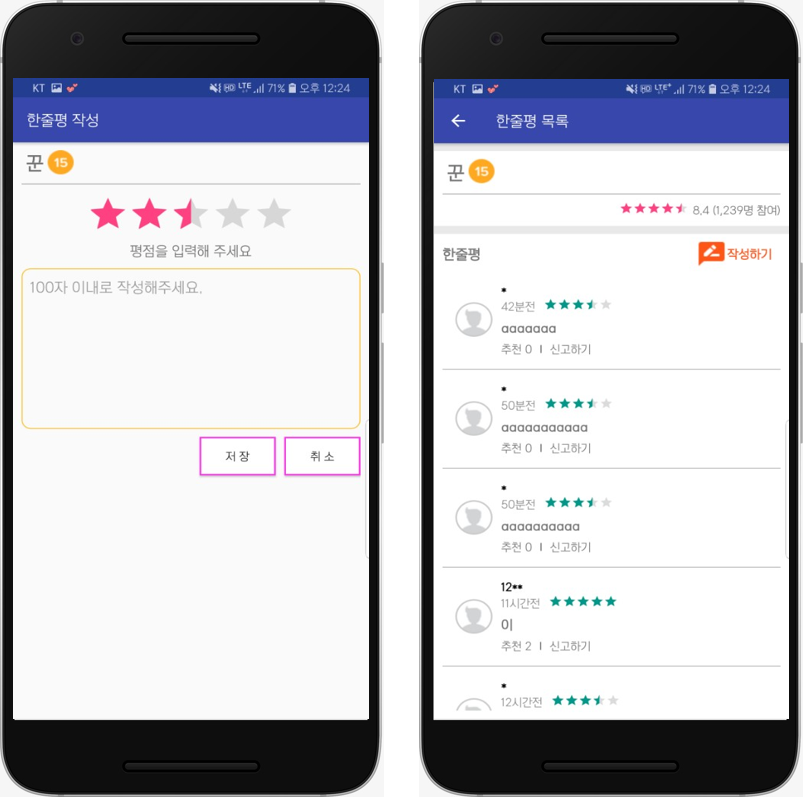 KT LTE 71% 오후 12:24
한줄평 작성
꾼 15
평점을 입력해 주세요
100자 이내로 작성해주세요.
저장 취소
KT LTE+ 71% 오후 12:24
한줄평 목록
꾼 15
8.4 (1,239명 참여)
한줄평 작성하기
*
42분전
aaaaaaa
추천 0 I 신고하기
*
50분전
aaaaaaaaaaa
추천 0 I 신고하기
*
50분전
aaaaaaaaaa
추천 0 I 신고하기
12**
11시간전
이
추천 2 I 신고하기
*
12시간전